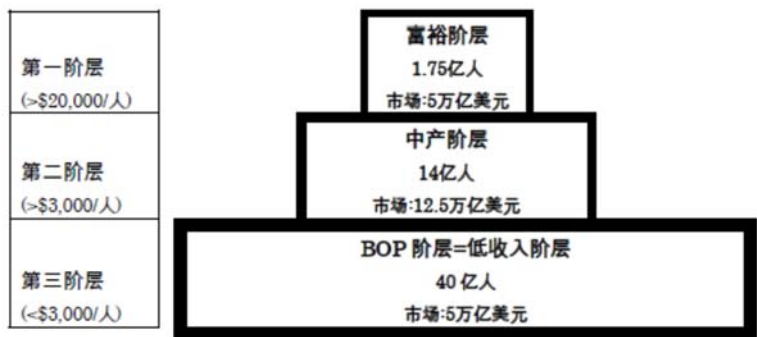 第一阶层
(>$20,000/人)
富裕阶层
1.75亿人
市场:5万亿美元
第二阶层
(>$3,000/人)
中产阶层
14亿人
市场:12.5万亿美元
第三阶层
(<$3,000/人)
BOP 阶层=低收入阶层
40 亿人
市场:5万亿美元